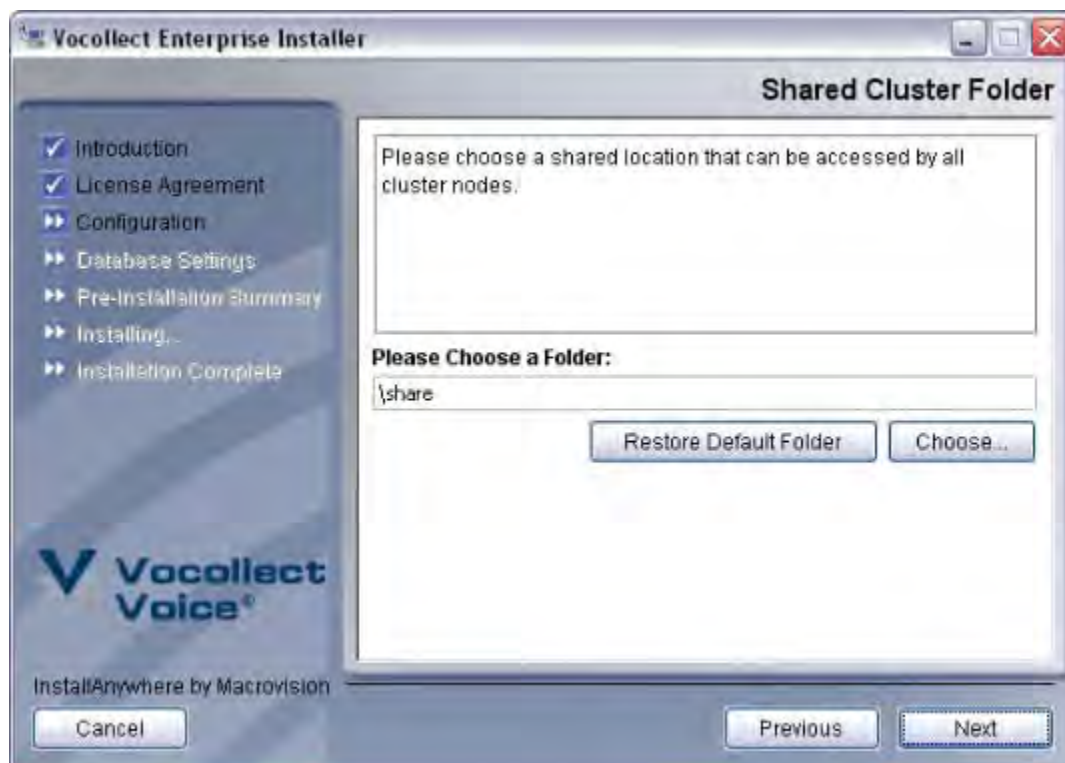 Vocollect Enterprise Installer
Shared Cluster Folder
Introduction
License Agreement
Configuration
Database Settings
Pre-Installation Summary
Installing...
Installation Complete
Please choose a shared location that can be accessed by all
cluster nodes.
Please Choose a Folder:
\share
Restore Default Folder
Choose...
V Vocollect
Voice®
InstallAnywhere by Macrovision
Cancel
Previous
Next